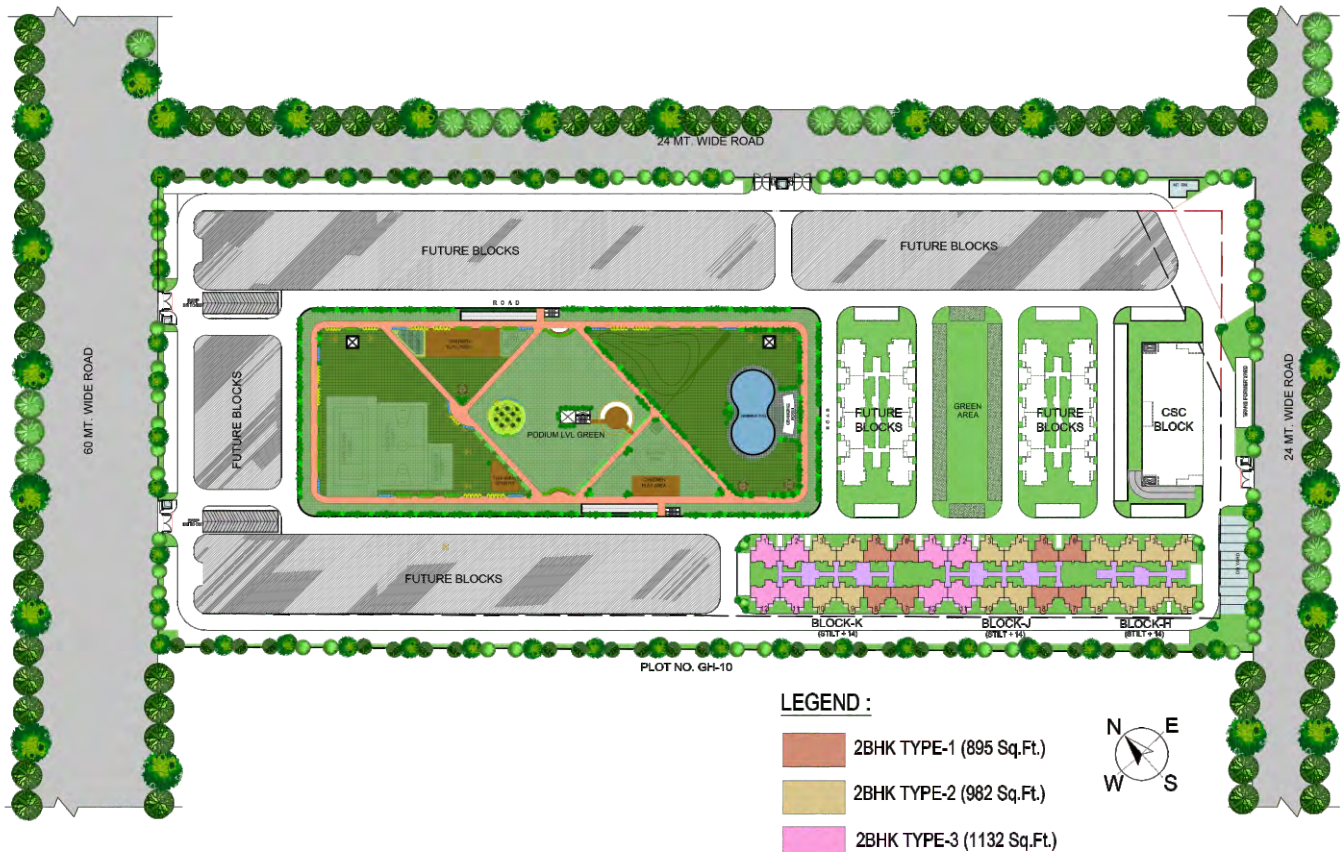 24 MT. WIDE ROAD
60 MT. WIDE ROAD
24 MT. WIDE ROAD
FUTURE BLOCKS
FUTURE BLOCKS
ROAD
FUTURE BLOCKS
PODIUM LVL GREEN
ROAD
FUTURE
BLOCKS
GREEN
AREA
FUTURE
BLOCKS
CSC
BLOCK
FUTURE BLOCKS
BLOCK-K
(STILT + 14)
BLOCK-J
(STILT + 14)
BLOCK-H
(STILT + 14)
PLOT NO. GH-10
LEGEND :
2BHK TYPE-1 (895 Sq.Ft.)
2BHK TYPE-2 (982 Sq.Ft.)
2BHK TYPE-3 (1132 Sq.Ft.)
N
E
W
S